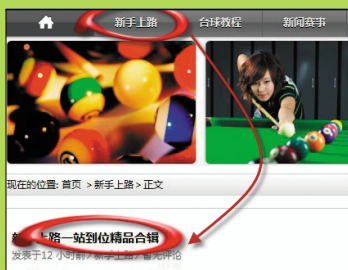 新手上路 台球教程 新闻赛事
现在的位置: 首页 > 新手上路 > 正文
新手上路一站到位精品合辑
发表于12 小时前 / 新手上路 / 暂无评论